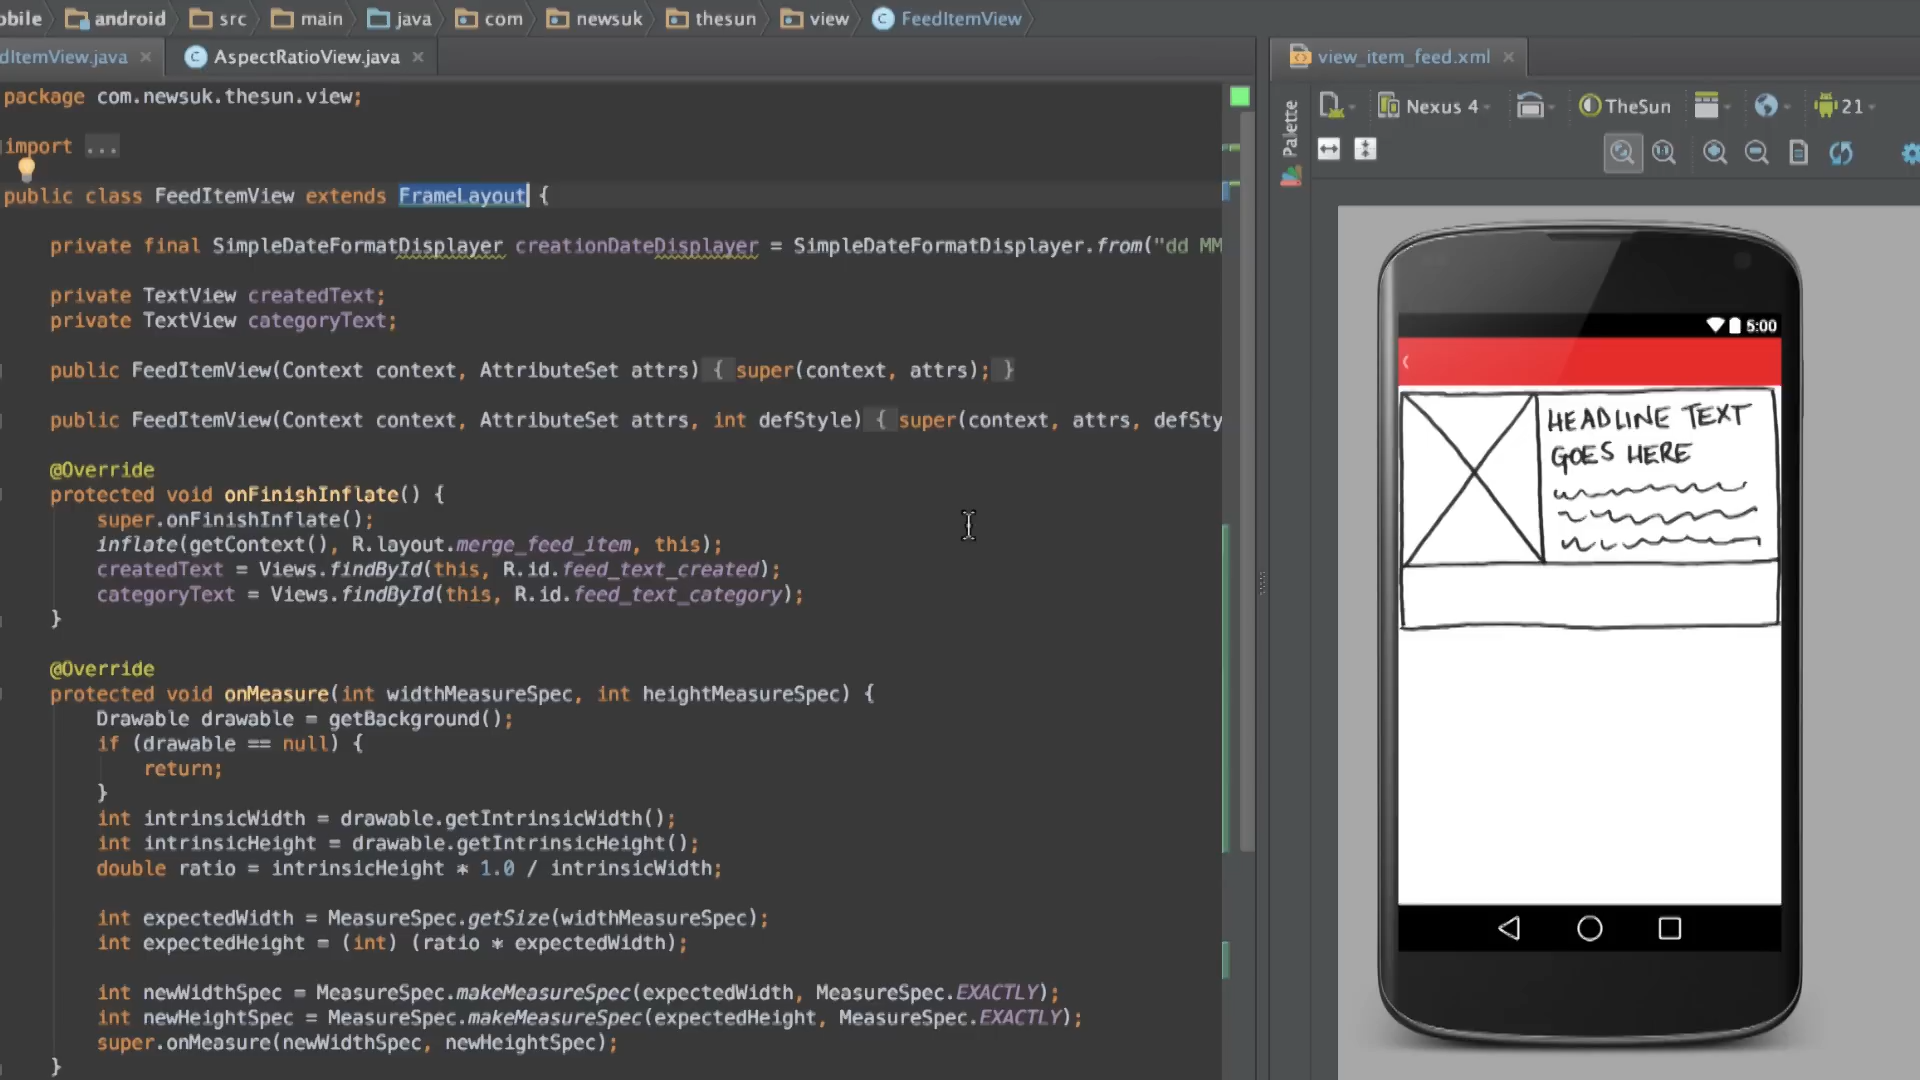 obile android src main java com newsuk thesun view FeedItemView
dItemView.java AspectRatioView.java
package com.newsuk.thesun.view;
import ...
public class FeedItemView extends FrameLayout {
private final SimpleDateFormatDisplayer creationDateDisplayer = SimpleDateFormatDisplayer.from("dd MM
private TextView createdText;
private TextView categoryText;
public FeedItemView(Context context, AttributeSet attrs) { super(context, attrs); }
public FeedItemView(Context context, AttributeSet attrs, int defStyle) { super(context, attrs, defSty
@Override
protected void onFinishInflate() {
super.onFinishInflate();
inflate(getContext(), R.layout.merge_feed_item, this);
createdText = Views.findById(this, R.id.feed_text_created);
categoryText = Views.findById(this, R.id.feed_text_category);
}
@Override
protected void onMeasure(int widthMeasureSpec, int heightMeasureSpec) {
Drawable drawable = getBackground();
if (drawable == null) {
return;
}
int intrinsicWidth = drawable.getIntrinsicWidth();
int intrinsicHeight = drawable.getIntrinsicHeight();
double ratio = intrinsicHeight * 1.0 / intrinsicWidth;
int expectedWidth = MeasureSpec.getSize(widthMeasureSpec);
int expectedHeight = (int) (ratio * expectedWidth);
int newWidthSpec = MeasureSpec.makeMeasureSpec(expectedWidth, MeasureSpec.EXACTLY);
int newHeightSpec = MeasureSpec.makeMeasureSpec(expectedHeight, MeasureSpec.EXACTLY);
super.onMeasure(newWidthSpec, newHeightSpec);
}
view_item_feed.xml
Palette
Nexus 4 TheSun 21
5:00
HEADLINE TEXT
GOES HERE